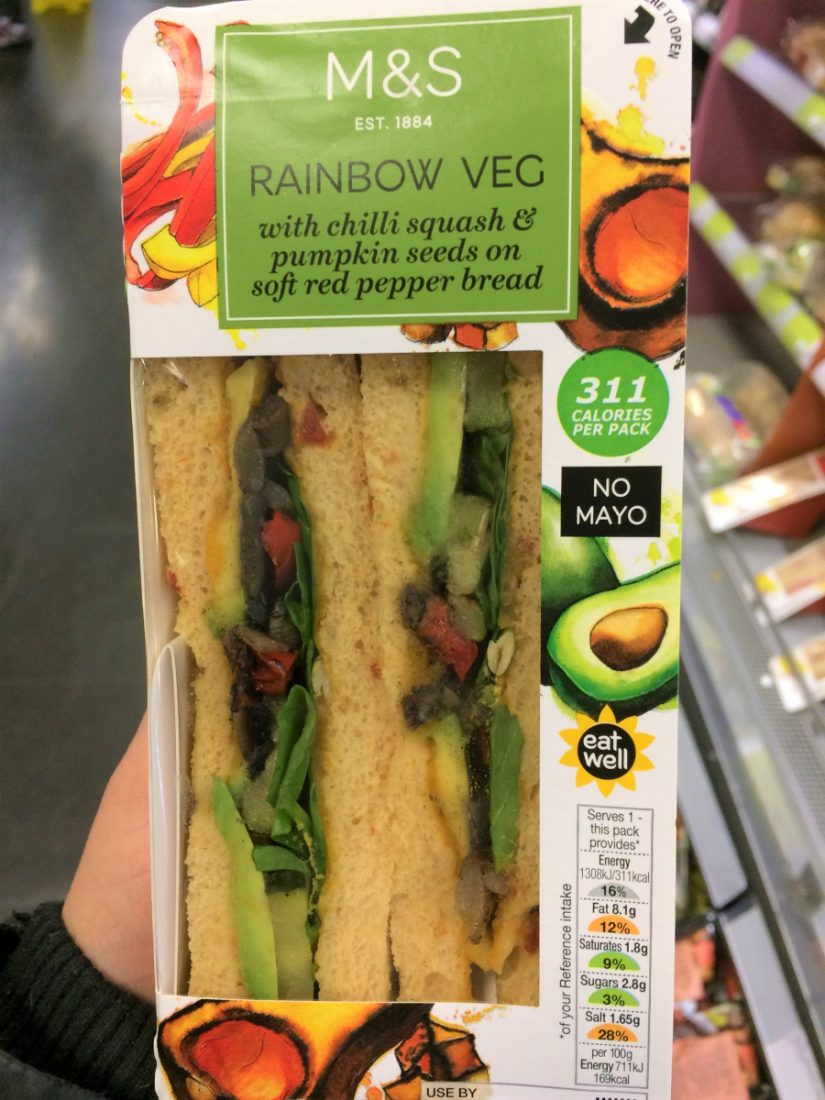 HERE TO OPEN
M&S
EST. 1884
RAINBOW VEG
with chilli squash &
pumpkin seeds on
soft red pepper bread
311
CALORIES
PER PACK
NO
MAYO
eat
well
Serves 1 -
this pack
provides*
Energy
1308kJ/311kcal
16%
Fat 8.1g
12%
Saturates 1.8g
9%
Sugars 2.8g
3%
Salt 1.65g
28%
per 100g
Energy 711kJ
169kcal
*of your Reference intake
USE BY